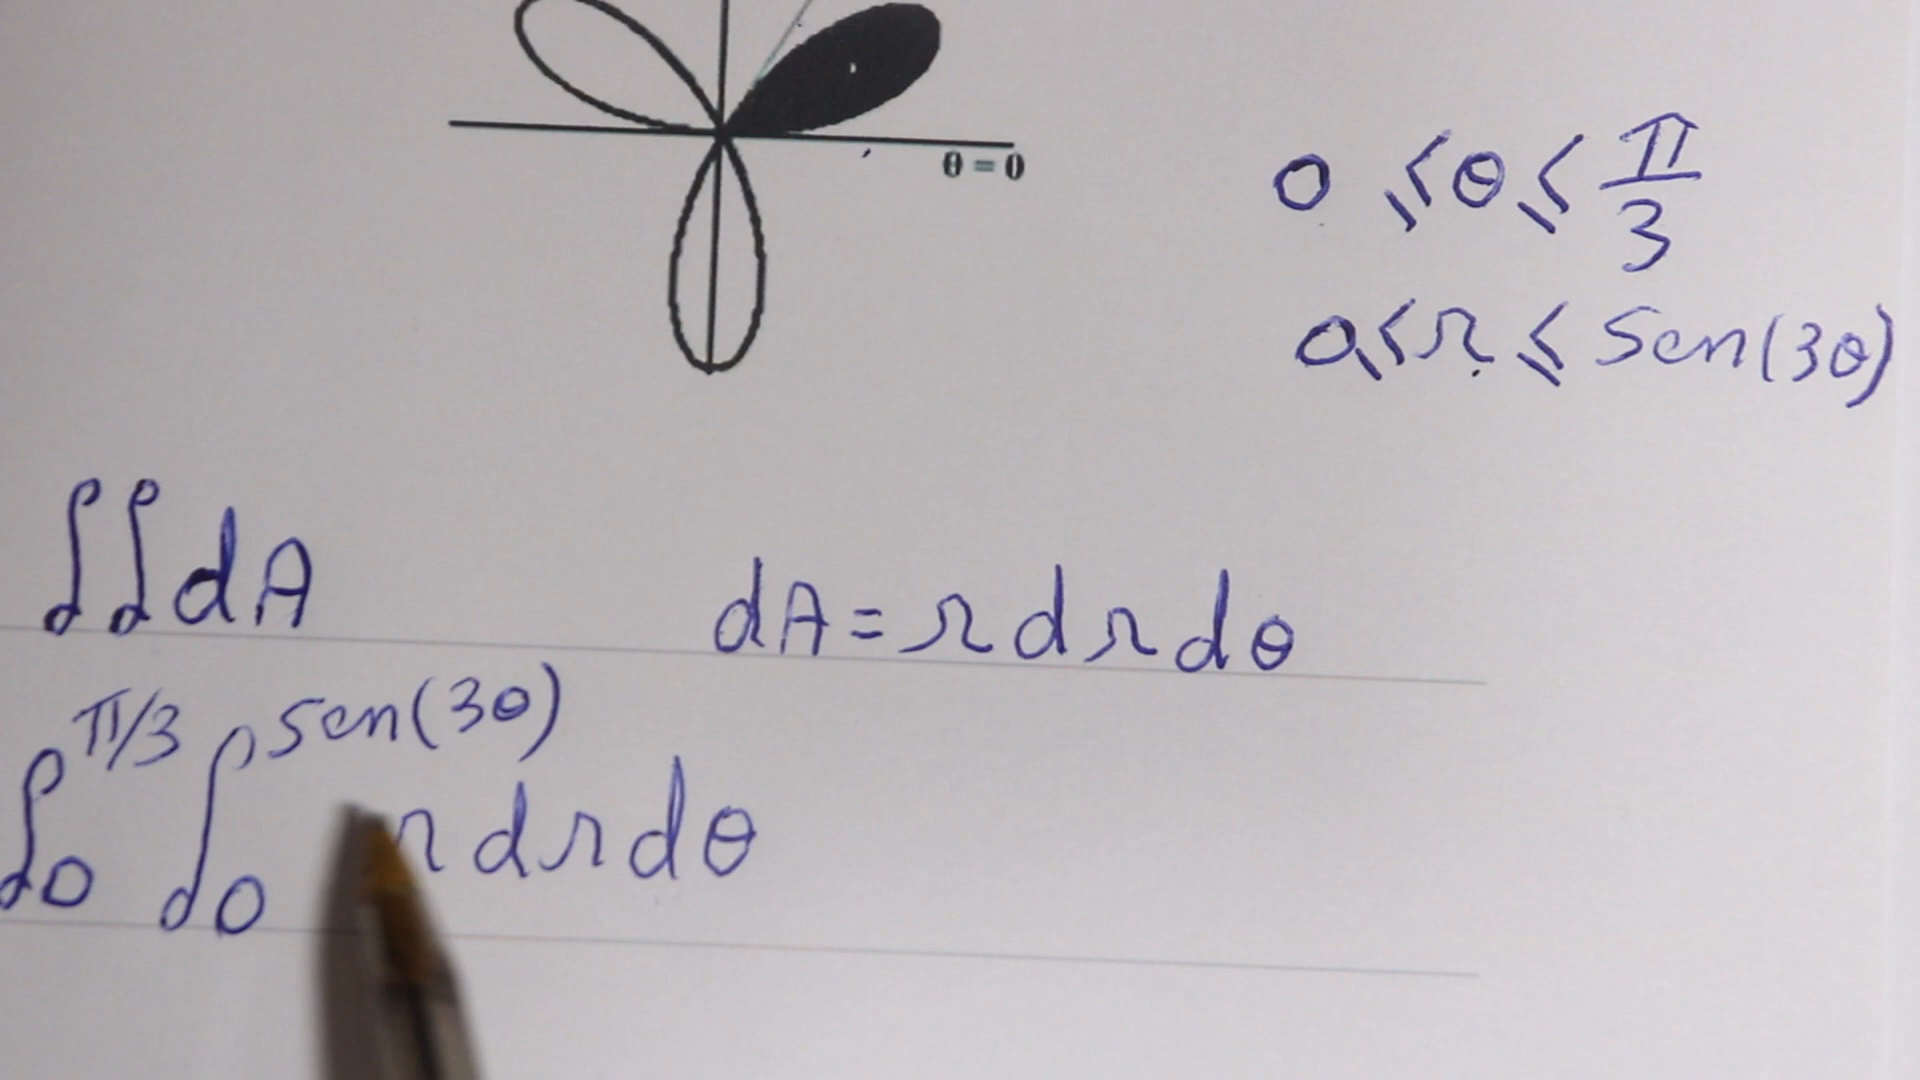 θ = 0
0 ≤ θ ≤ π/3
0 ≤ r ≤ sen(3θ)
∫∫ dA
dA = r dr dθ
∫₀^π/3 ∫₀^sen(3θ) r dr dθ